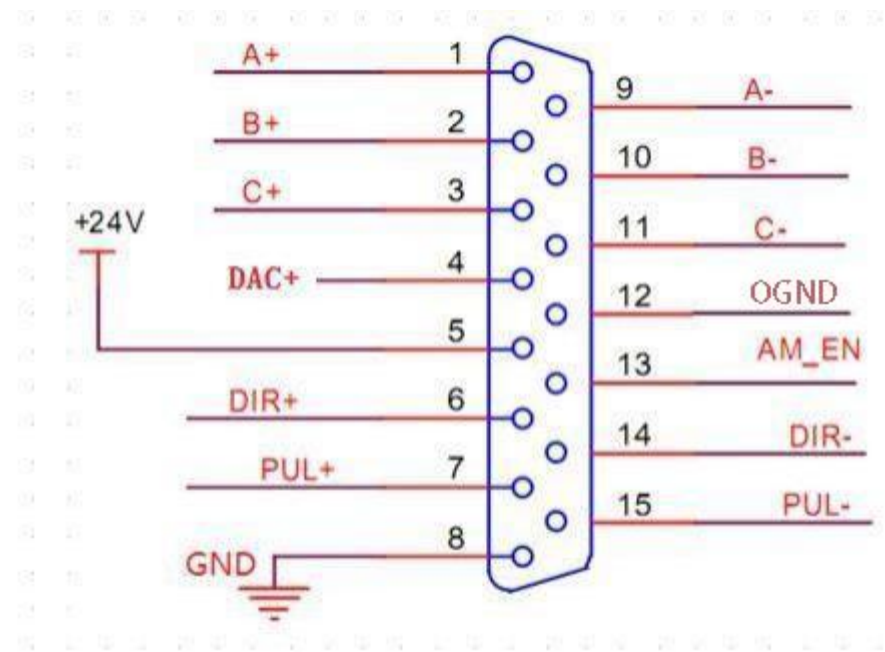 A+ 1
9 A-
B+ 2
10 B-
C+ 3
11 C-
+24V
DAC+ 4
12 OGND
5
13 AM_EN
DIR+ 6
14 DIR-
PUL+ 7
15 PUL-
GND 8